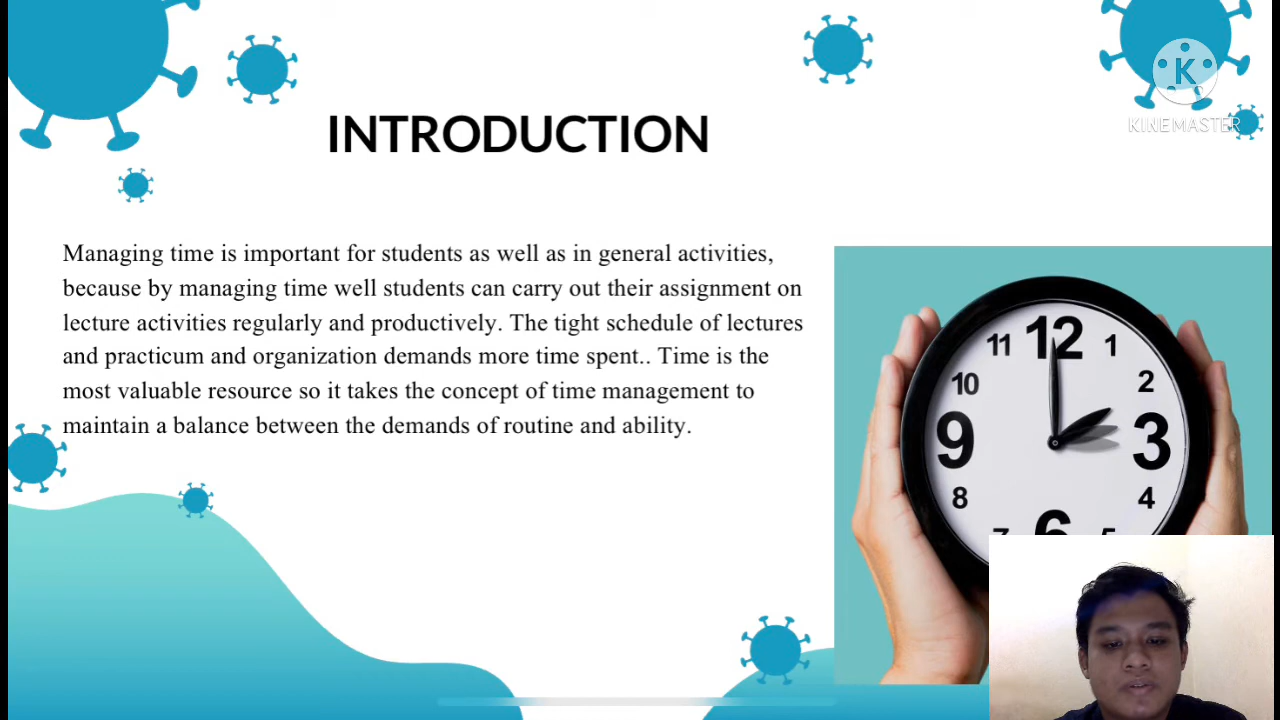 K
KINEMASTER
INTRODUCTION
Managing time is important for students as well as in general activities,
because by managing time well students can carry out their assignment on
lecture activities regularly and productively. The tight schedule of lectures
and practicum and organization demands more time spent.. Time is the
most valuable resource so it takes the concept of time management to
maintain a balance between the demands of routine and ability.
11 12 1
10 2
9 3
8 4
7 6 5